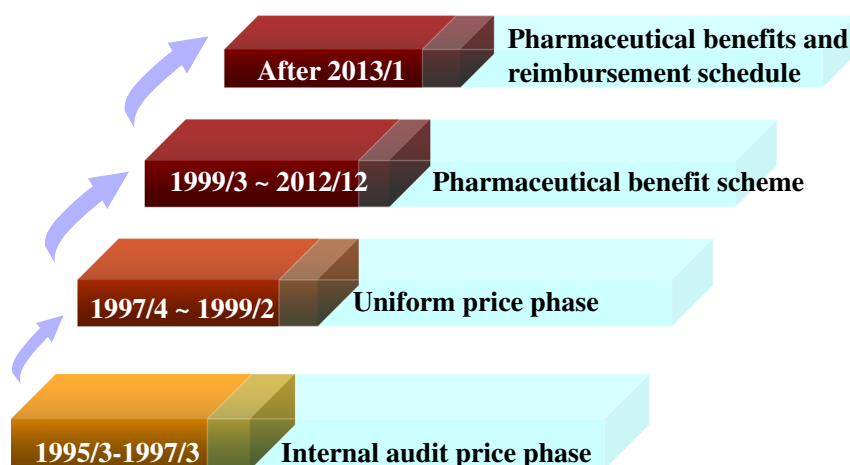 After 2013/1
Pharmaceutical benefits and
reimbursement schedule
1999/3 ~ 2012/12
Pharmaceutical benefit scheme
1997/4 ~ 1999/2
Uniform price phase
1995/3-1997/3
Internal audit price phase